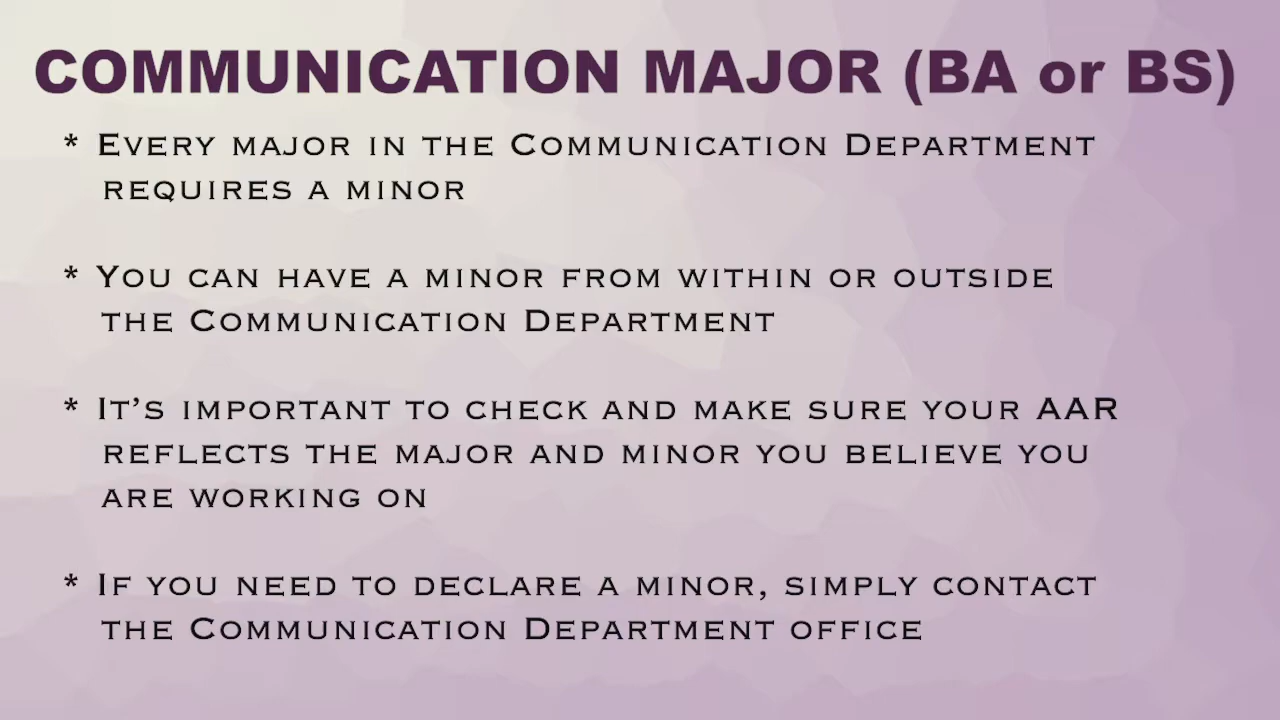 COMMUNICATION MAJOR (BA or BS)
* Every major in the Communication Department
requires a minor
* You can have a minor from within or outside
the Communication Department
* It’s important to check and make sure your AAR
reflects the major and minor you believe you
are working on
* If you need to declare a minor, simply contact
the Communication Department office